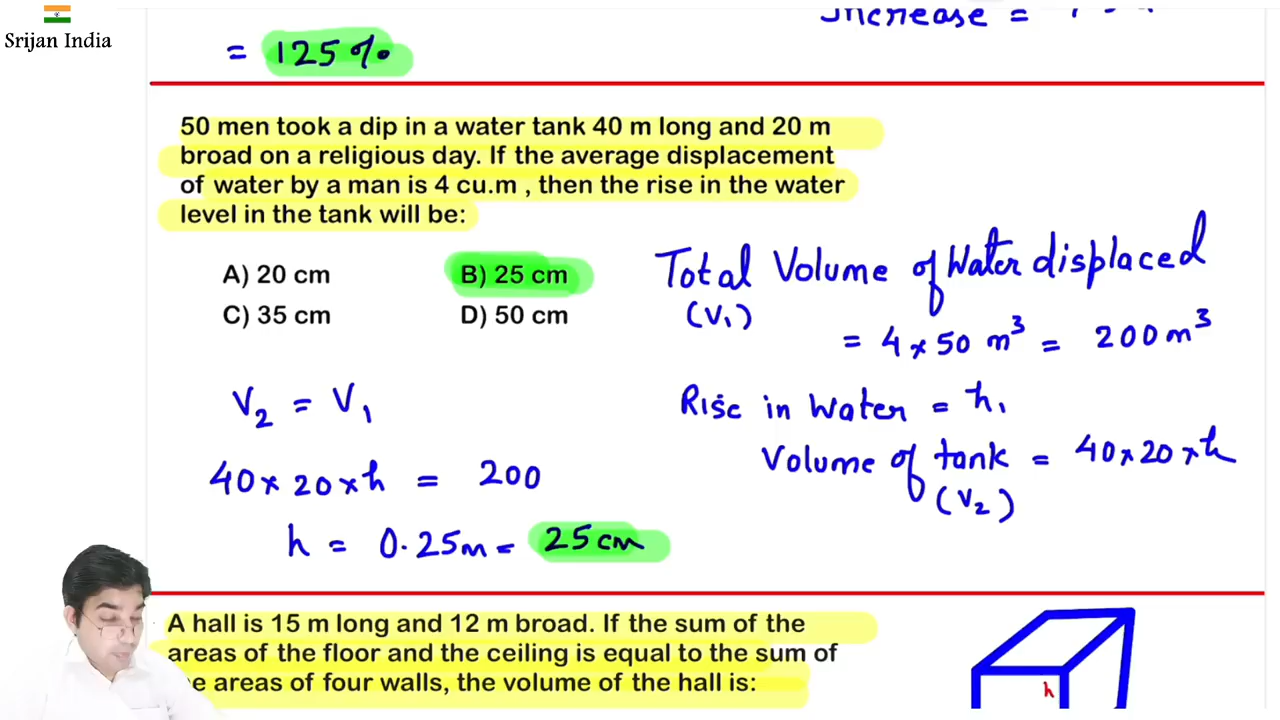 Srijan India
Increase =
= 125%
50 men took a dip in a water tank 40 m long and 20 m
broad on a religious day. If the average displacement
of water by a man is 4 cu.m , then the rise in the water
level in the tank will be:
A) 20 cm
B) 25 cm
C) 35 cm
D) 50 cm
Total Volume of Water displaced
(V₁)
= 4 × 50 m³ = 200 m³
Rise in Water = h,
Volume of tank = 40 × 20 × h
(V₂)
V₂ = V₁
40 × 20 × h = 200
h = 0.25m = 25 cm
A hall is 15 m long and 12 m broad. If the sum of the
areas of the floor and the ceiling is equal to the sum of
areas of four walls, the volume of the hall is:
h